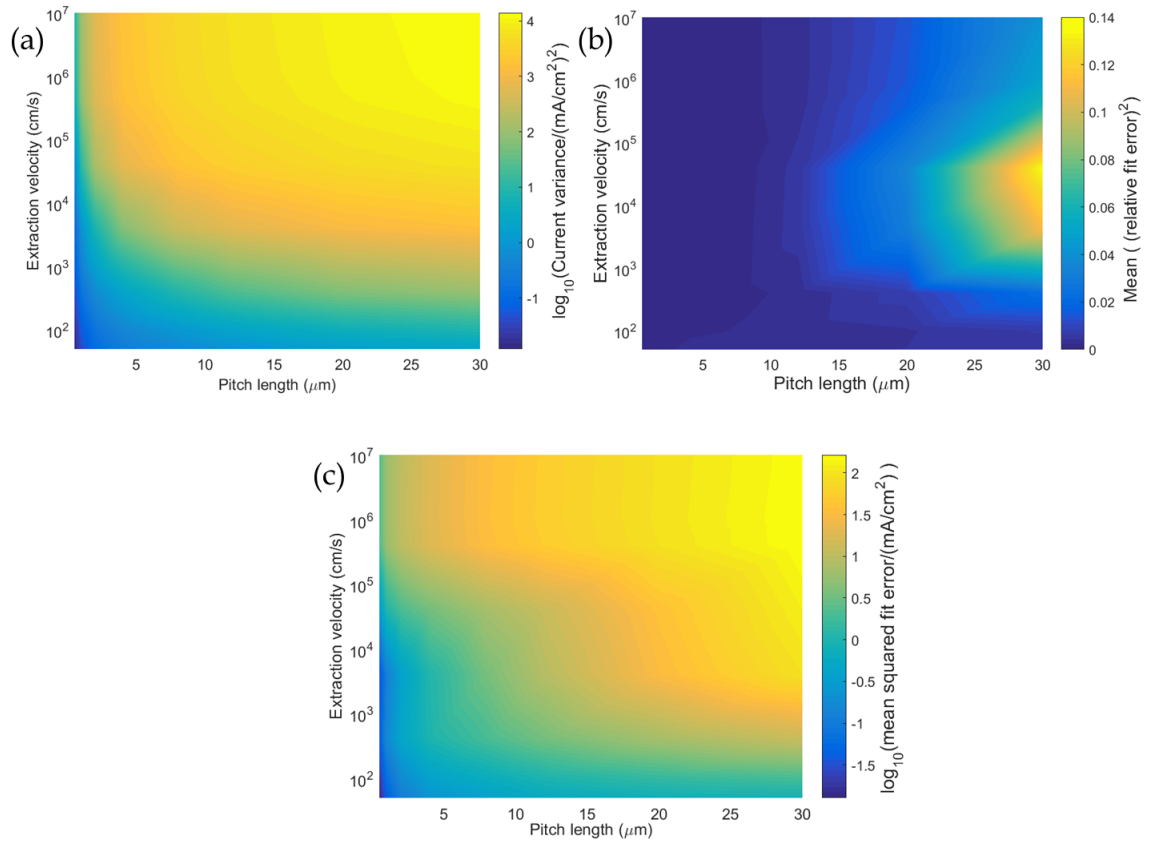 (a)
Extraction velocity (cm/s)
10^7
10^6
10^5
10^4
10^3
10^2
5 10 15 20 25 30
Pitch length (μm)
4
3
2
1
0
-1
log_10(Current variance/(mA/cm^2)^2)
(b)
Extraction velocity (cm/s)
10^7
10^6
10^5
10^4
10^3
10^2
5 10 15 20 25 30
Pitch length (μm)
0.14
0.12
0.1
0.08
0.06
0.04
0.02
0
Mean ( (relative fit error)^2)
(c)
Extraction velocity (cm/s)
10^7
10^6
10^5
10^4
10^3
10^2
5 10 15 20 25 30
Pitch length (μm)
2
1.5
1
0.5
0
-0.5
-1
-1.5
log_10(mean squared fit error/(mA/cm^2) )